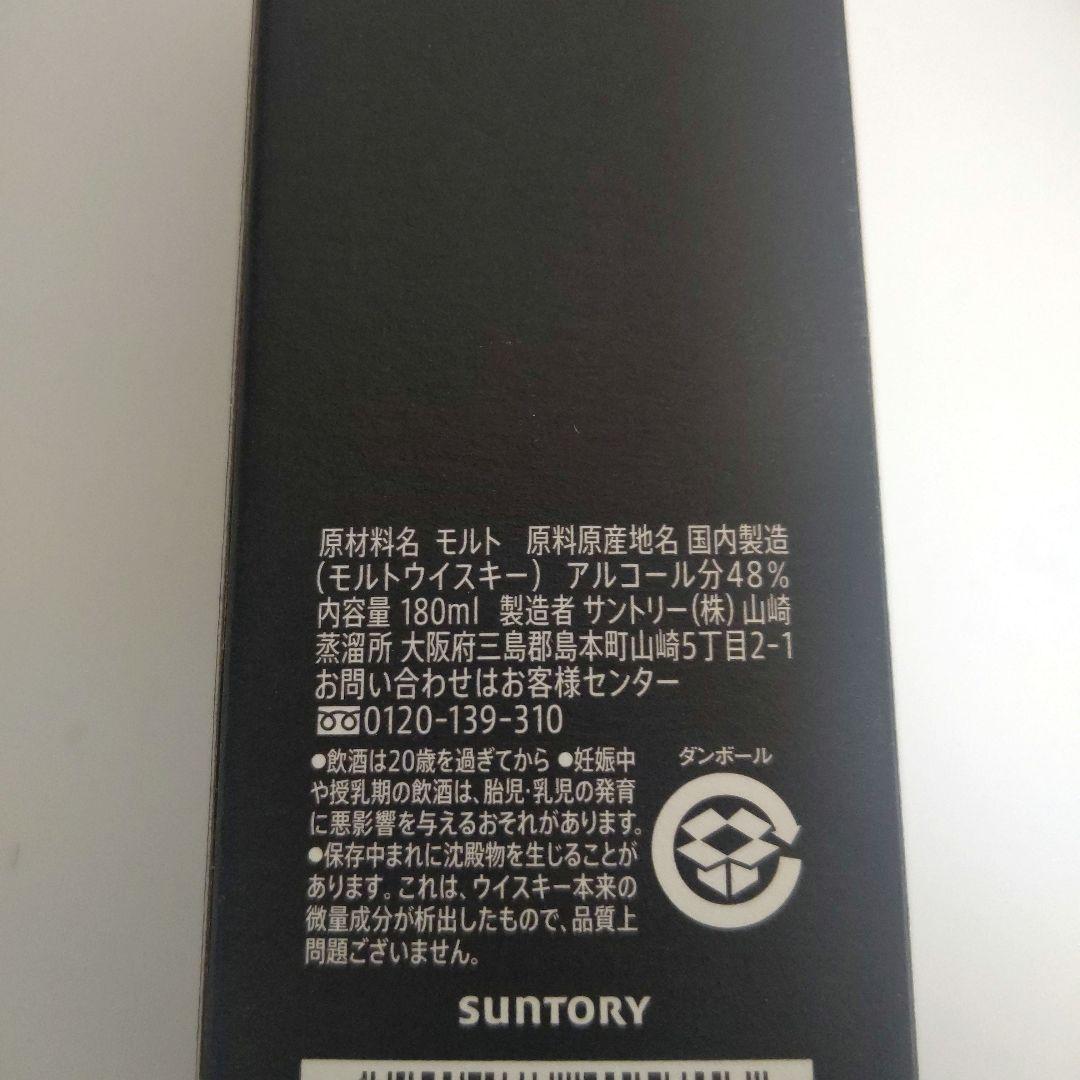 原材料名 モルト 原料原産地名 国内製造
(モルトウイスキー) アルコール分48%
内容量 180ml 製造者 サントリー(株) 山崎
蒸溜所 大阪府三島郡島本町山崎5丁目2-1
お問い合わせはお客様センター
0120-139-310
●飲酒は20歳を過ぎてから ●妊娠中
や授乳期の飲酒は、胎児・乳児の発育
に悪影響を与えるおそれがあります。
●保存中まれに沈殿物を生じることが
あります。これは、ウイスキー本来の
微量成分が析出したもので、品質上
問題ございません。
ダンボール
SUNTORY